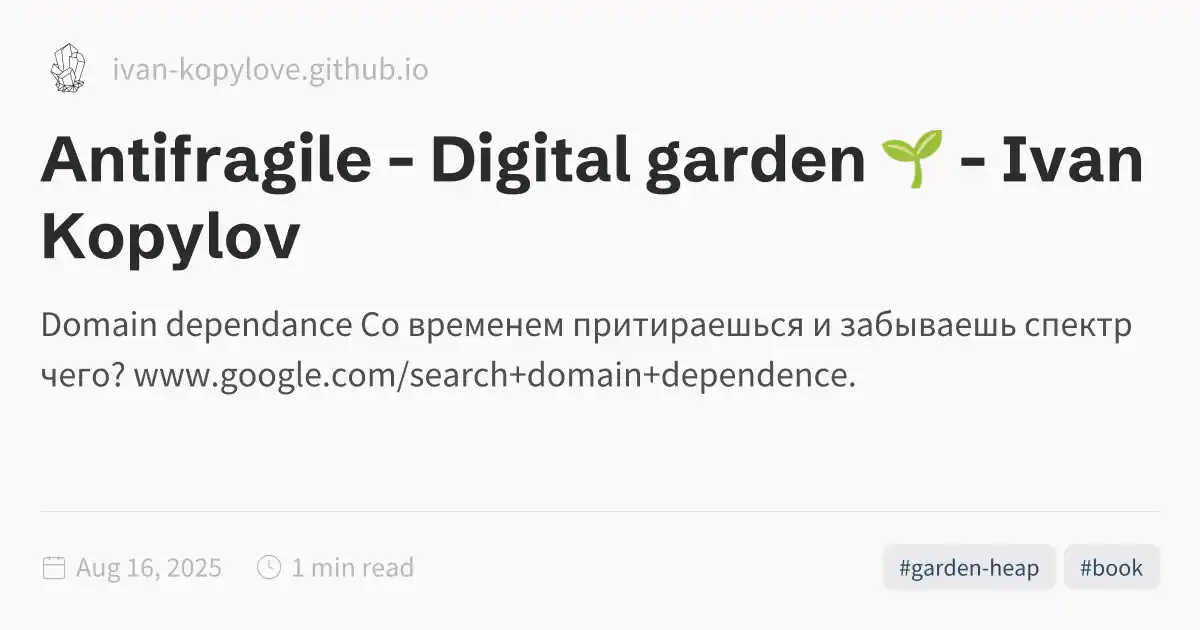 ivan-kopylove.github.io
Antifragile - Digital garden 🌱 - Ivan
Kopylov
Domain dependance Со временем притираешься и забываешь спектр
чего? www.google.com/search+domain+dependence.
Aug 16, 2025 1 min read #garden-heap #book